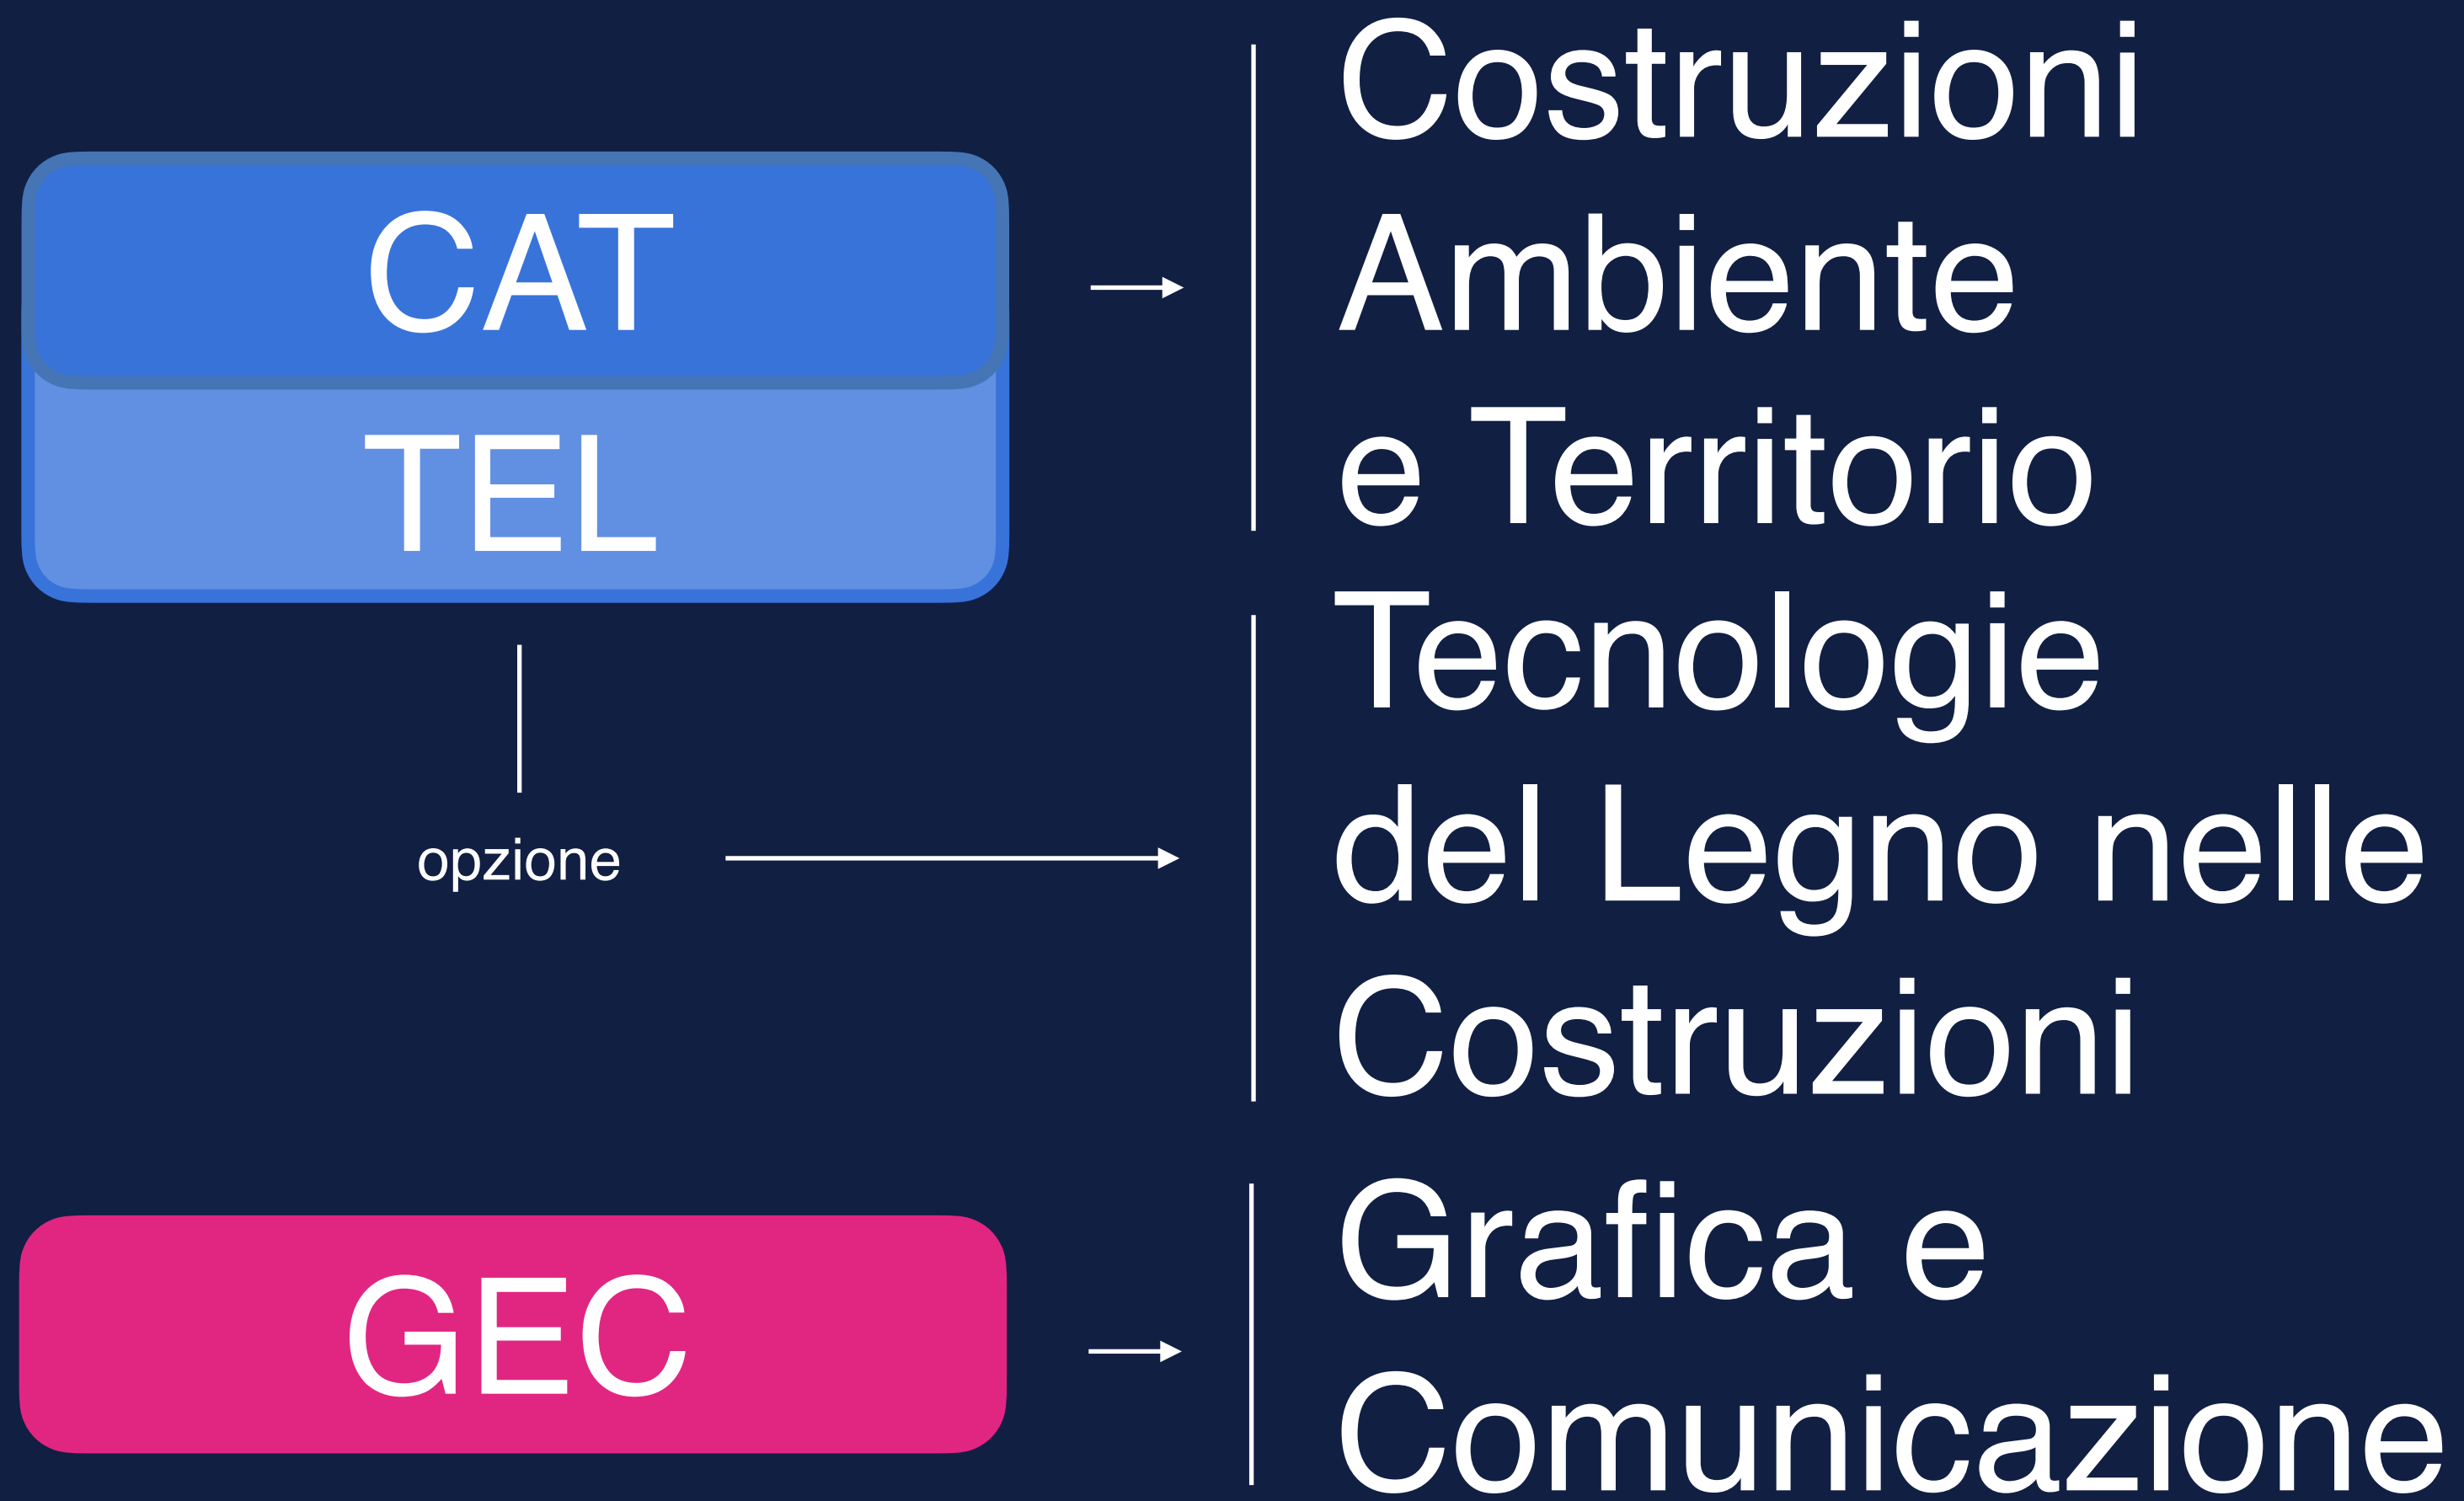 CAT
Costruzioni
Ambiente
e Territorio
TEL
opzione
Tecnologie
del Legno nelle
Costruzioni
GEC
Grafica e
Comunicazione